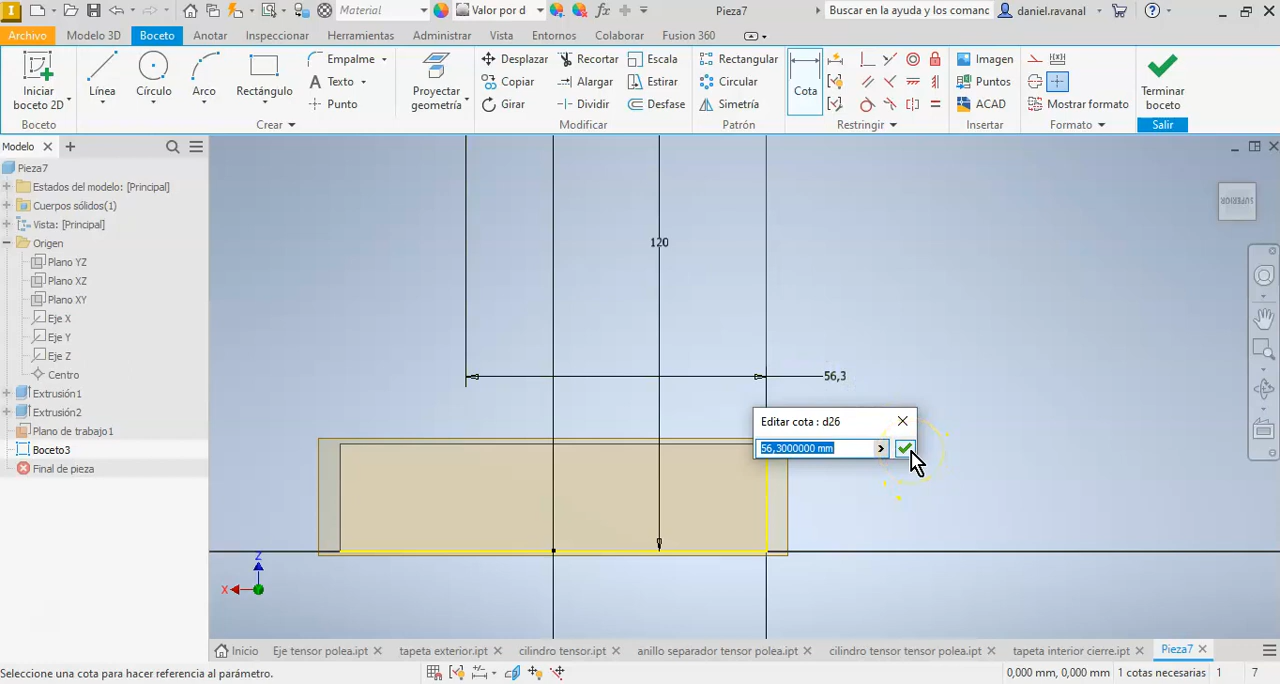 Material
Valor por d
fx
Pieza7
Buscar en la ayuda y los comanc
daniel.ravanal
Archivo
Modelo 3D
Boceto
Anotar
Inspeccionar
Herramientas
Administrar
Vista
Entornos
Colaborar
Fusion 360
Iniciar
boceto 2D
Línea
Círculo
Arco
Rectángulo
Empalme
Texto
Punto
Proyectar
geometría
Desplazar
Copiar
Girar
Recortar
Alargar
Dividir
Escala
Estirar
Desfase
Rectangular
Circular
Simetría
Cota
Imagen
Puntos
ACAD
Mostrar formato
Terminar
boceto
Boceto
Crear
Modificar
Patrón
Restringir
Insertar
Formato
Salir
Modelo
Pieza7
Estados del modelo: [Principal]
Cuerpos sólidos(1)
Vista: [Principal]
Origen
Plano YZ
Plano XZ
Plano XY
Eje X
Eje Y
Eje Z
Centro
Extrusión1
Extrusión2
Plano de trabajo1
Boceto3
Final de pieza
SUPERIOR
120
56,3
Editar cota : d26
56,3000000 mm
Z
X
Inicio
Eje tensor polea.ipt
tapeta exterior.ipt
cilindro tensor.ipt
anillo separador tensor polea.ipt
cilindro tensor tensor polea.ipt
tapeta interior cierre.ipt
Pieza7
Seleccione una cota para hacer referencia al parámetro.
0,000 mm, 0,000 mm
1 cotas necesarias
1
7